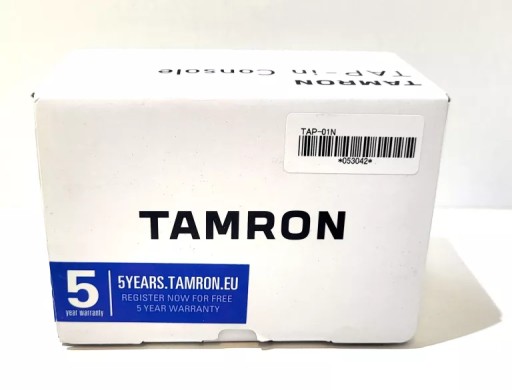 TAMRON
TAP-in Console
TAP-01N
*053042*
TAMRON
5
year warranty
5YEARS.TAMRON.EU
REGISTER NOW FOR FREE
5 YEAR WARRANTY